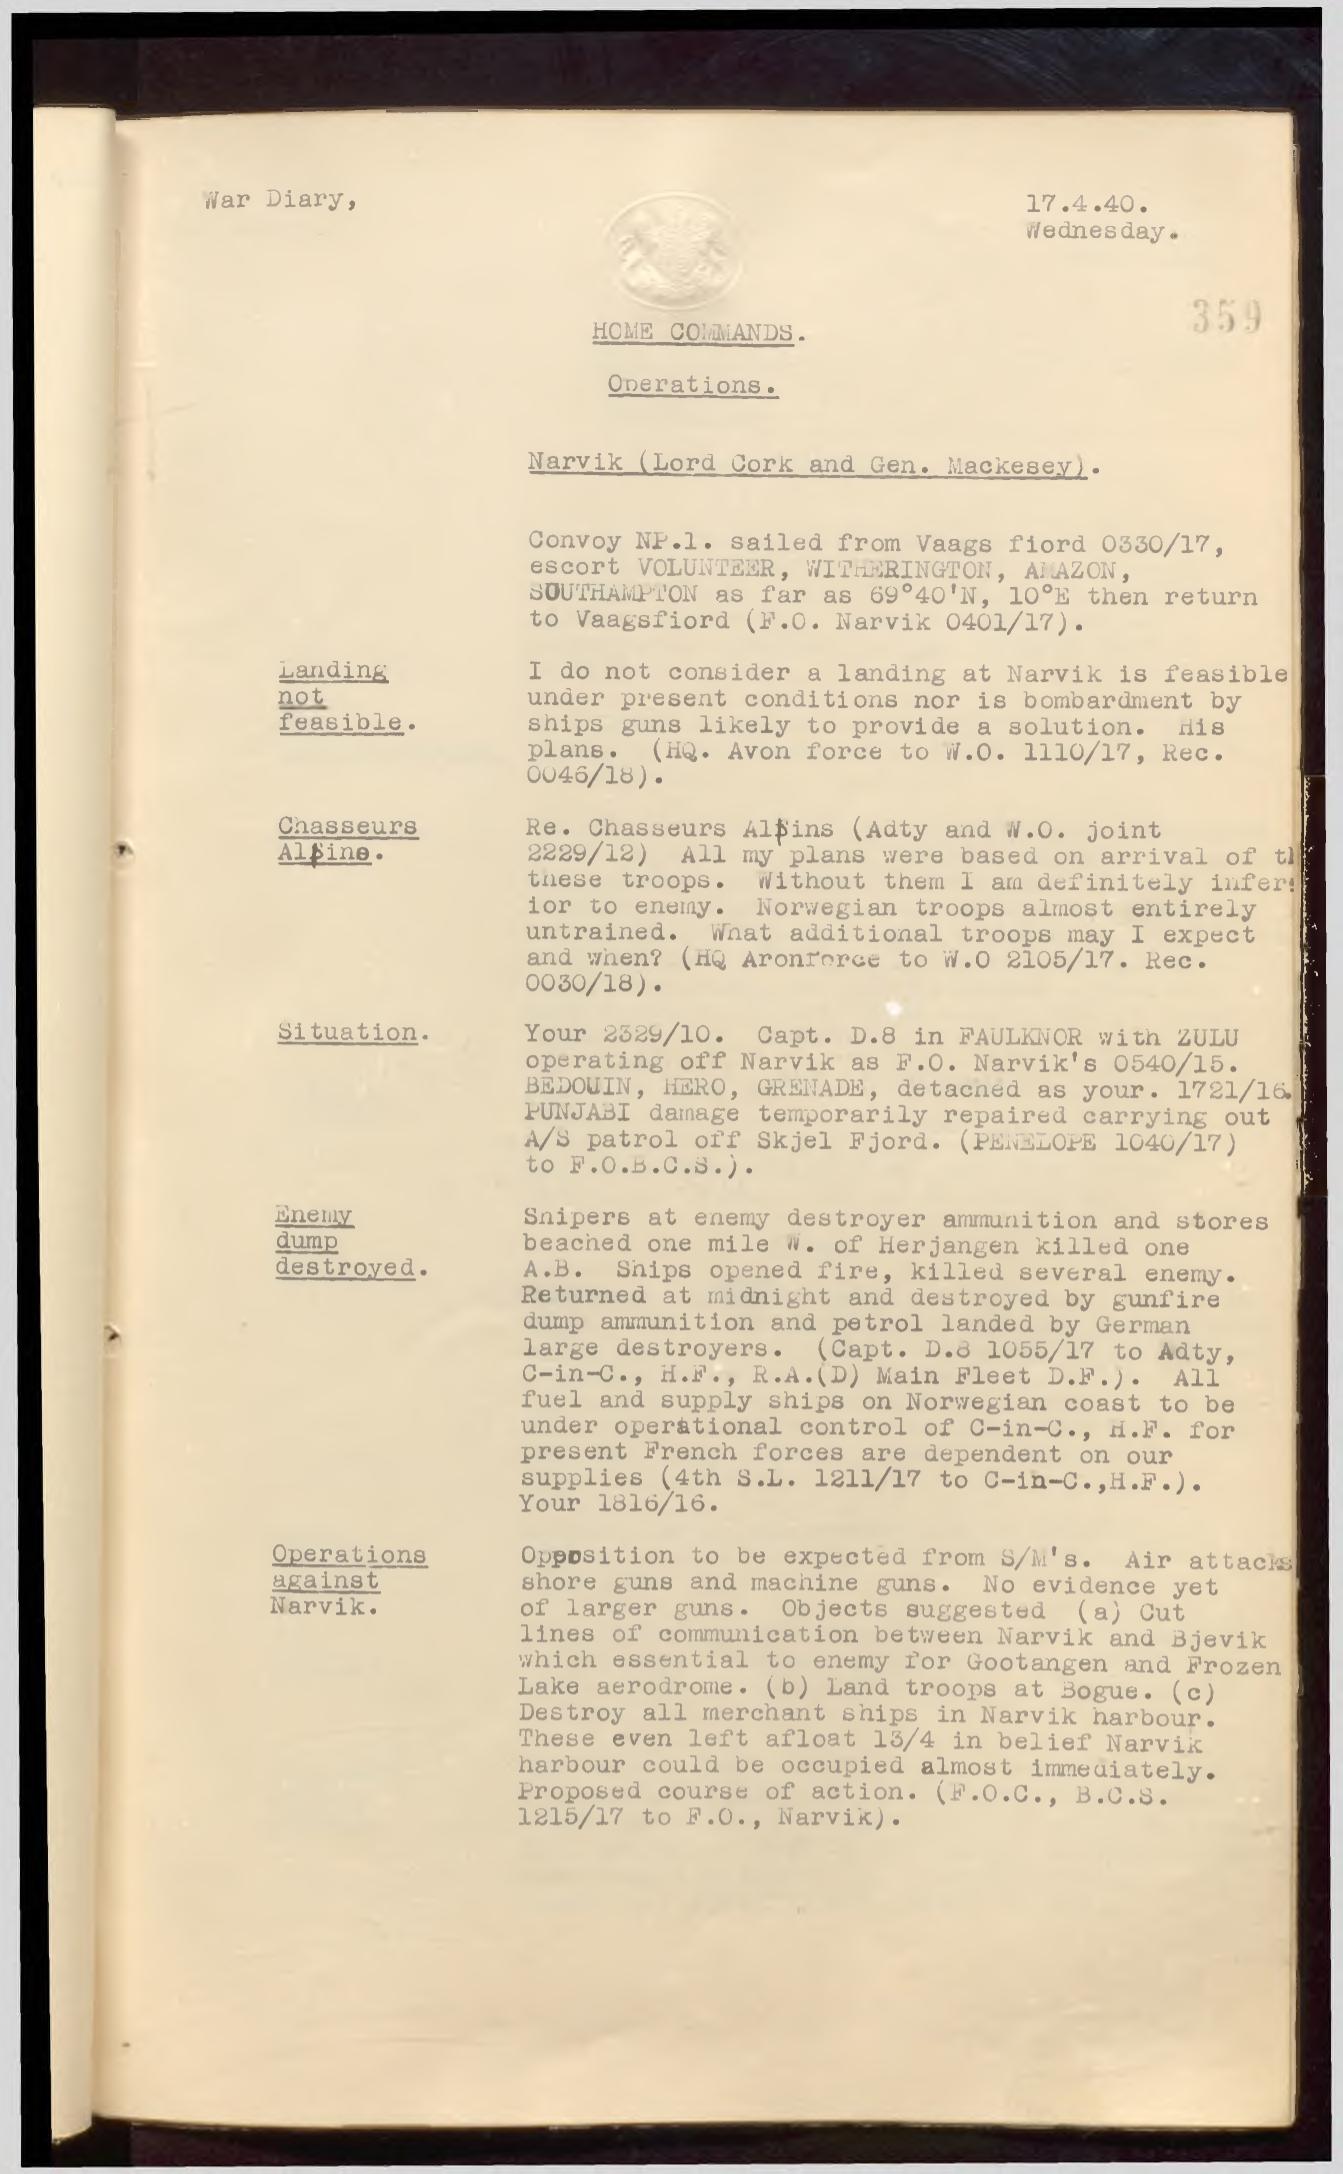 War Diary,
17.4.40.
Wednesday.
359
HOME COMMANDS.
Operations.
Narvik (Lord Cork and Gen. Mackesey).
Convoy NP.1. sailed from Vaags fiord 0330/17,
escort VOLUNTEER, WITHERINGTON, AMAZON,
SOUTHAMPTON as far as 69°40'N, 10°E then return
to Vaagsfiord (F.O. Narvik 0401/17).
Landing
not
feasible.
I do not consider a landing at Narvik is feasible
under present conditions nor is bombardment by
ships guns likely to provide a solution. His
plans. (HQ. Avon force to W.O. 1110/17, Rec.
0046/18).
Chasseurs
Alpine.
Re. Chasseurs Alpins (Adty and W.O. joint
2229/12) All my plans were based on arrival of th
these troops. Without them I am definitely infer-
ior to enemy. Norwegian troops almost entirely
untrained. What additional troops may I expect
and when? (HQ Aronforce to W.O 2105/17. Rec.
0030/18).
Situation.
Your 2329/10. Capt. D.8 in FAULKNOR with ZULU
operating off Narvik as F.O. Narvik's 0540/15.
BEDOUIN, HERO, GRENADE, detached as your. 1721/16.
PUNJABI damage temporarily repaired carrying out
A/S patrol off Skjel Fjord. (PENELOPE 1040/17)
to F.O.B.C.S.).
Enemy
dump
destroyed.
Snipers at enemy destroyer ammunition and stores
beached one mile W. of Herjangen killed one
A.B. Ships opened fire, killed several enemy.
Returned at midnight and destroyed by gunfire
dump ammunition and petrol landed by German
large destroyers. (Capt. D.8 1055/17 to Adty,
C-in-C., H.F., R.A.(D) Main Fleet D.F.). All
fuel and supply ships on Norwegian coast to be
under operational control of C-in-C., H.F. for
present French forces are dependent on our
supplies (4th S.L. 1211/17 to C-in-C.,H.F.).
Your 1816/16.
Operations
against
Narvik.
Opposition to be expected from S/M's. Air attacks
shore guns and machine guns. No evidence yet
of larger guns. Objects suggested (a) Cut
lines of communication between Narvik and Bjevik
which essential to enemy for Gootangen and Frozen
Lake aerodrome. (b) Land troops at Bogue. (c)
Destroy all merchant ships in Narvik harbour.
These even left afloat 13/4 in belief Narvik
harbour could be occupied almost immediately.
Proposed course of action. (F.O.C., B.C.S.
1215/17 to F.O., Narvik).